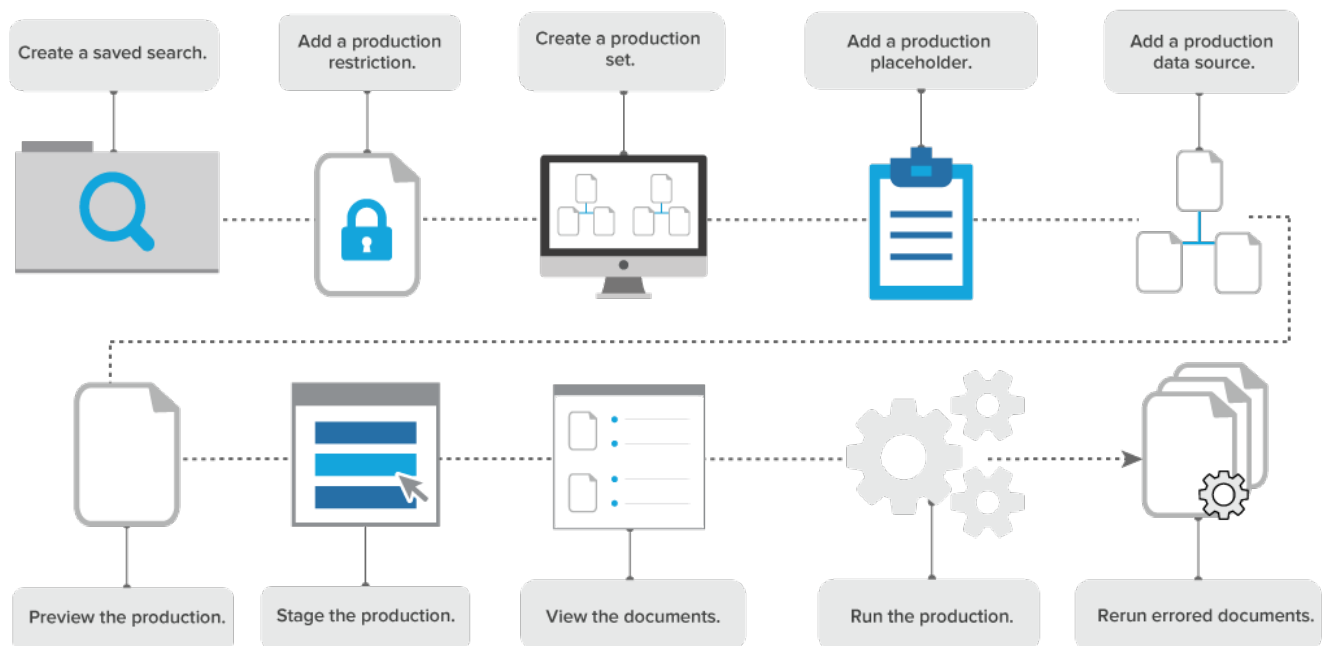 Create a saved search.
Add a production
restriction.
Create a production
set.
Add a production
placeholder.
Add a production
data source.
Preview the production.
Stage the production.
View the documents.
Run the production.
Rerun errored documents.